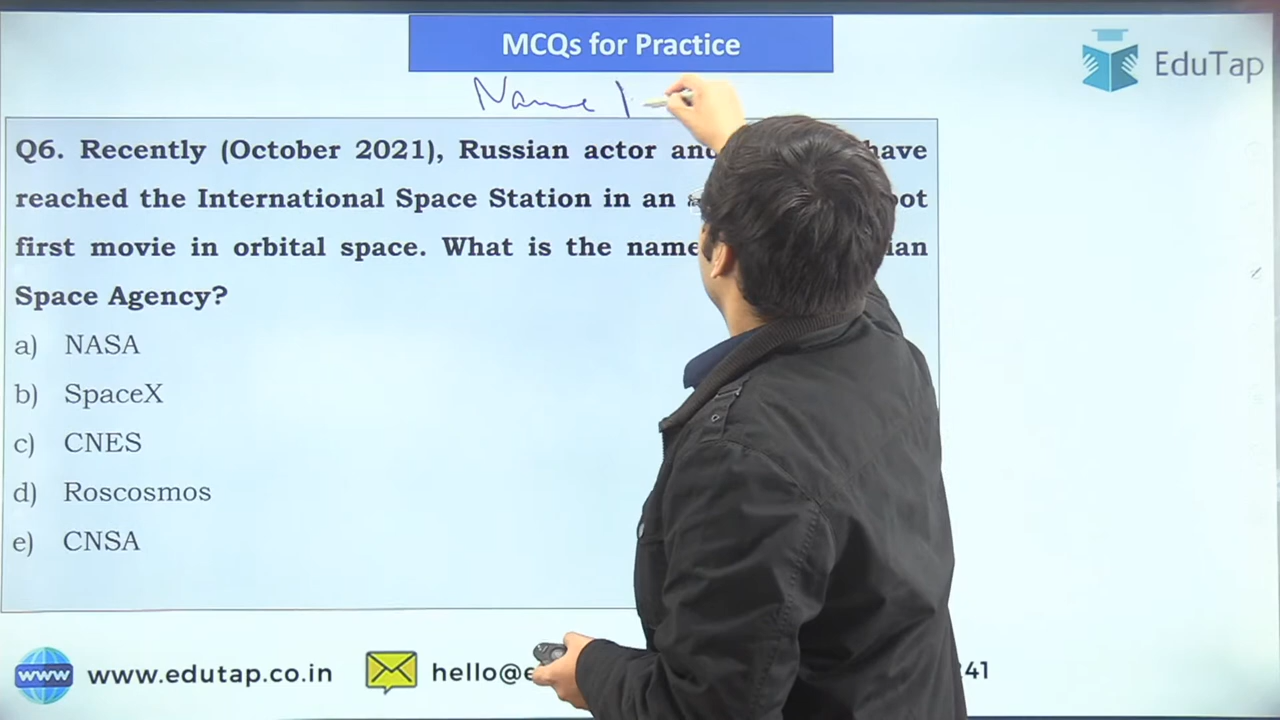 MCQs for Practice
EduTap
Name
Q6. Recently (October 2021), Russian actor and have
reached the International Space Station in an
first movie in orbital space. What is the name
Space Agency?
a) NASA
b) SpaceX
c) CNES
d) Roscosmos
e) CNSA
www www.edutap.co.in hello@e 241